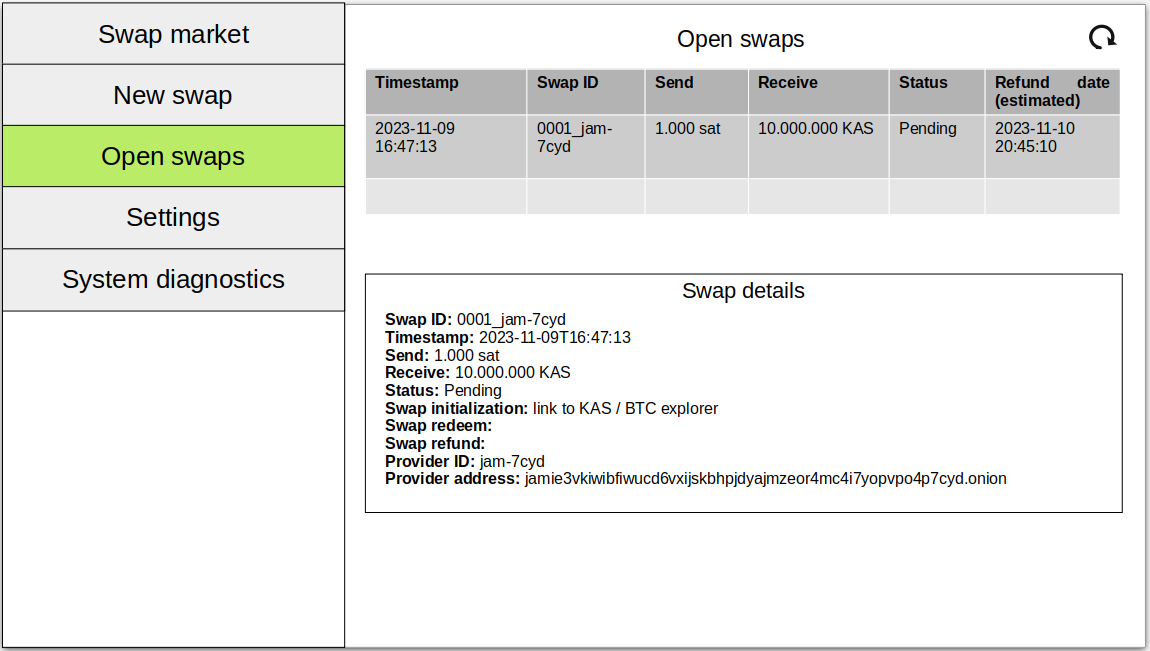 Swap market
New swap
Open swaps
Settings
System diagnostics
Open swaps
Timestamp Swap ID Send Receive Status Refund date
(estimated)
2023-11-09 0001_jam- 1.000 sat 10.000.000 KAS Pending 2023-11-10
16:47:13 7cyd 20:45:10
Swap details
Swap ID: 0001_jam-7cyd
Timestamp: 2023-11-09T16:47:13
Send: 1.000 sat
Receive: 10.000.000 KAS
Status: Pending
Swap initialization: link to KAS / BTC explorer
Swap redeem:
Swap refund:
Provider ID: jam-7cyd
Provider address: jamie3vkiwibfiwucd6vxijskbhpjdyajmzeor4mc4i7yopvpo4p7cyd.onion